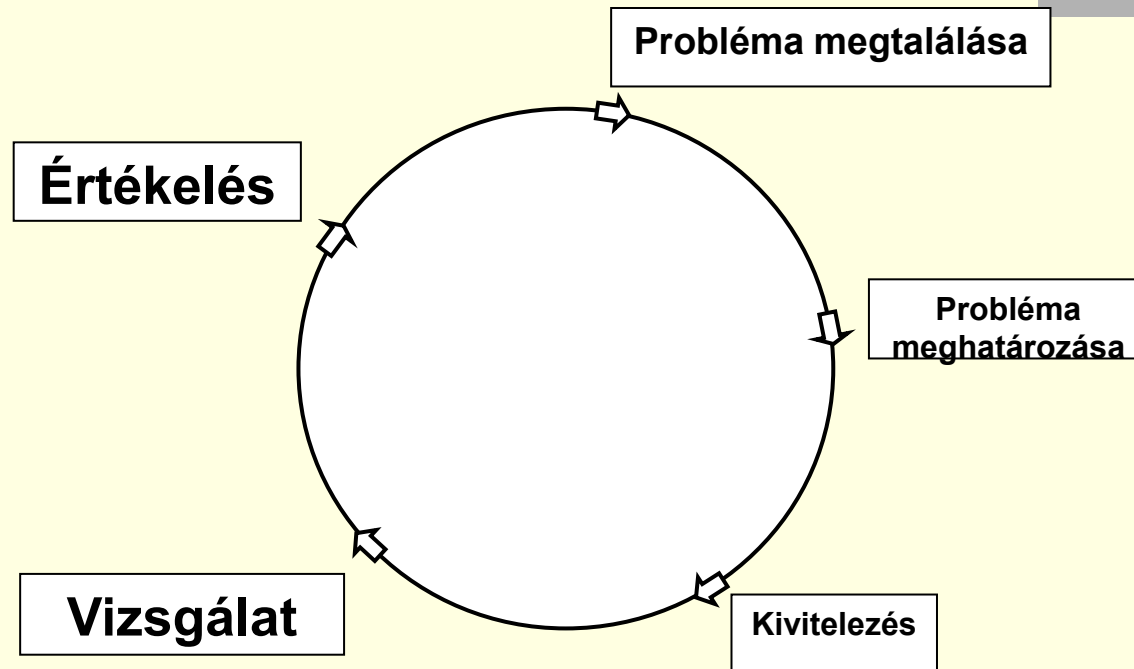 Probléma megtalálása
Probléma
meghatározása
Kivitelezés
Vizsgálat
Értékelés